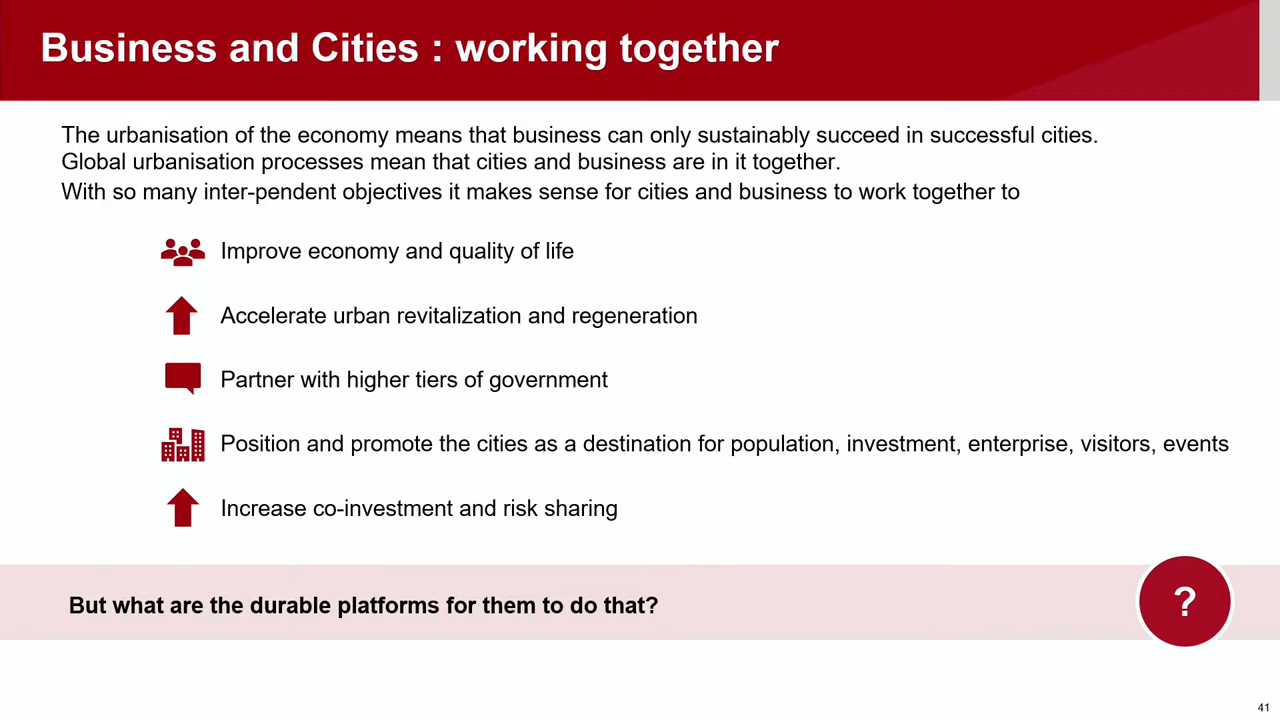 Business and Cities : working together
The urbanisation of the economy means that business can only sustainably succeed in successful cities.
Global urbanisation processes mean that cities and business are in it together.
With so many inter-pendent objectives it makes sense for cities and business to work together to
Improve economy and quality of life
Accelerate urban revitalization and regeneration
Partner with higher tiers of government
Position and promote the cities as a destination for population, investment, enterprise, visitors, events
Increase co-investment and risk sharing
But what are the durable platforms for them to do that?
?
41